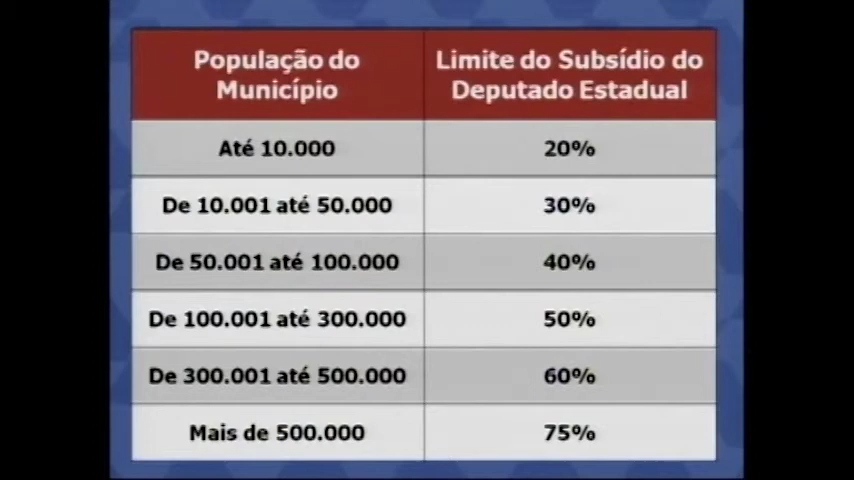 População do
Município
Limite do Subsídio do
Deputado Estadual
Até 10.000
20%
De 10.001 até 50.000
30%
De 50.001 até 100.000
40%
De 100.001 até 300.000
50%
De 300.001 até 500.000
60%
Mais de 500.000
75%